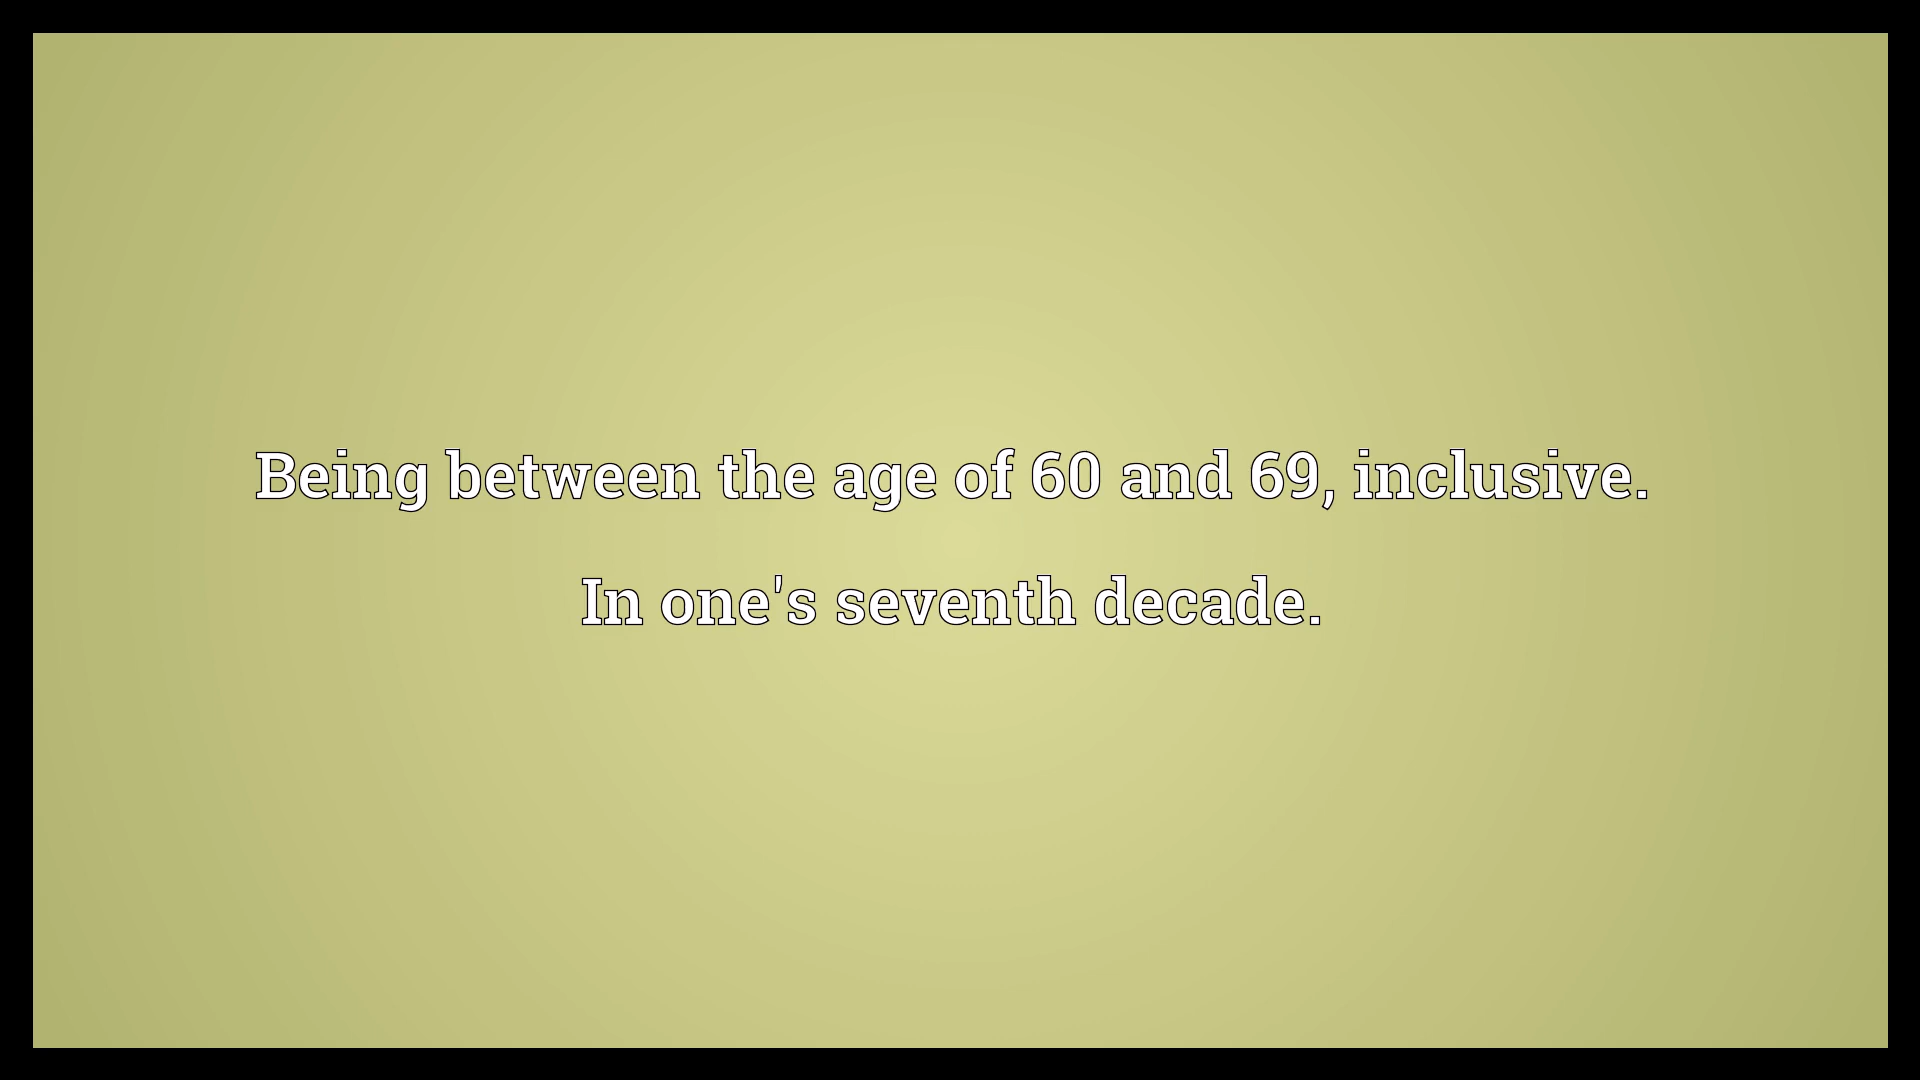 Being between the age of 60 and 69, inclusive.
In one's seventh decade.